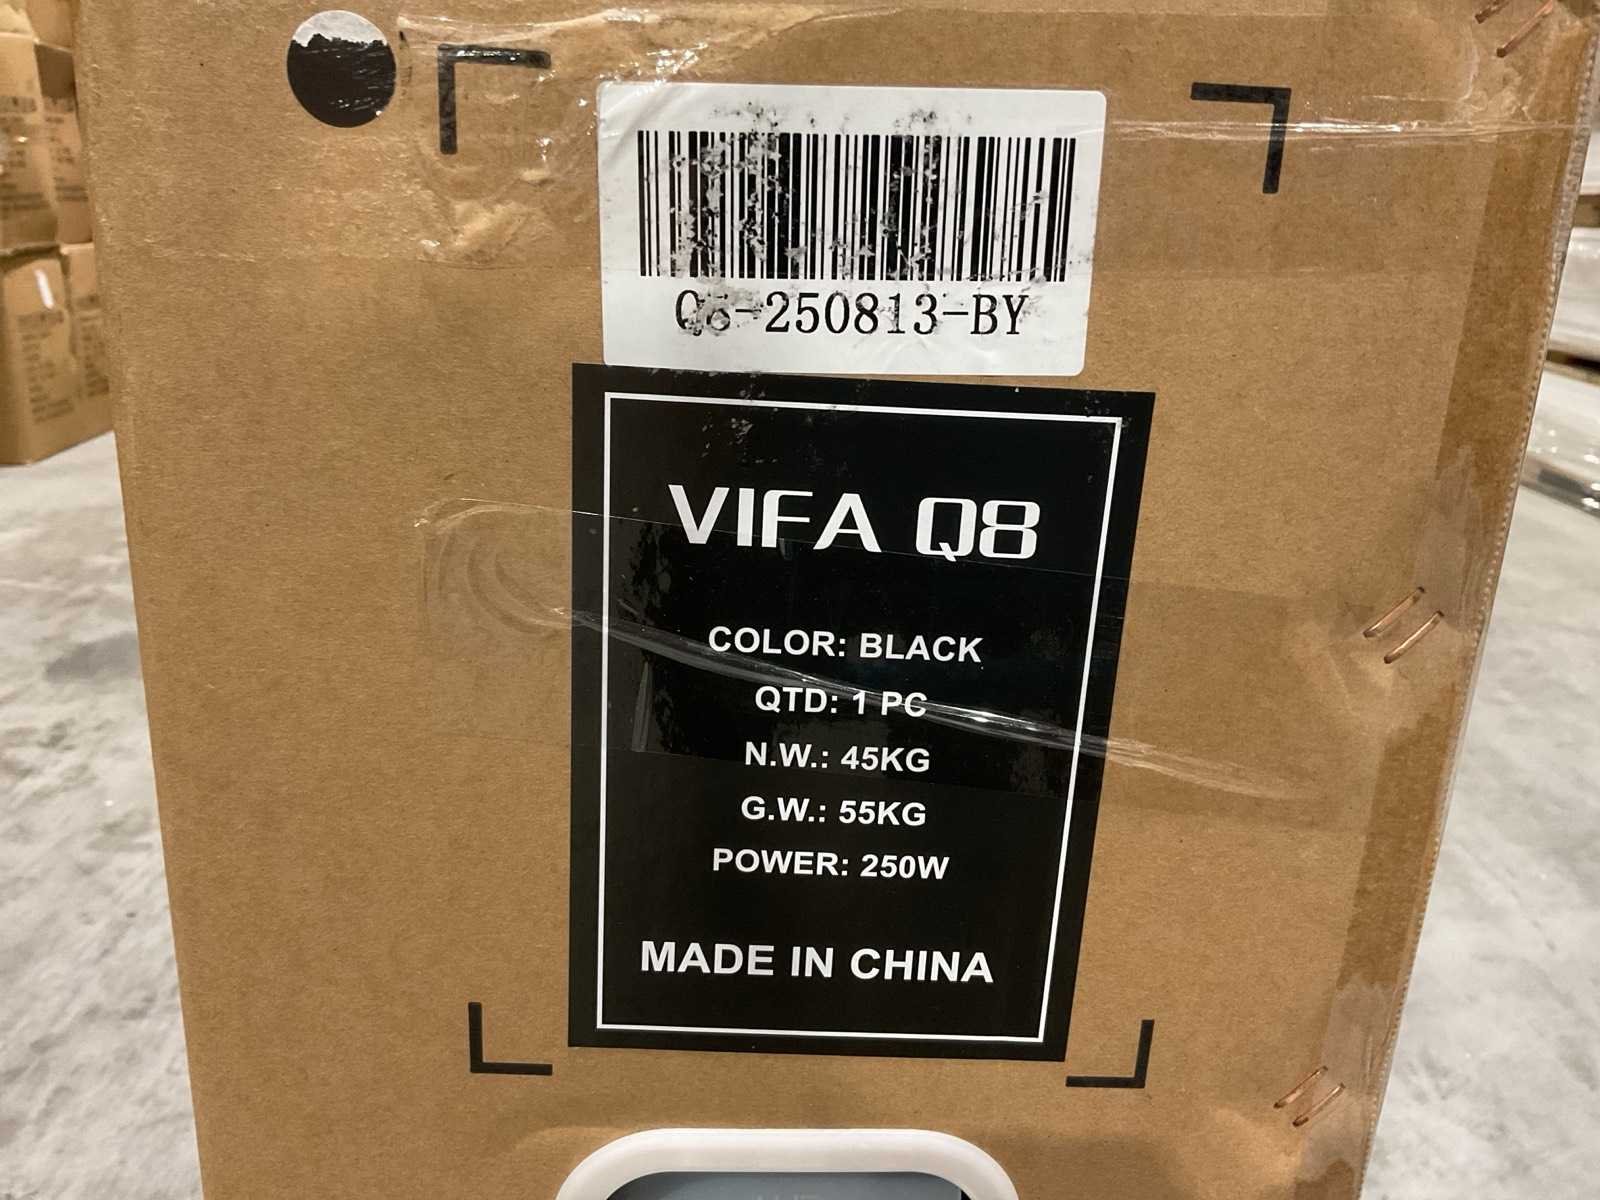 Q8-250813-BY
VIFA Q8
COLOR: BLACK
QTD: 1 PC
N.W.: 45KG
G.W.: 55KG
POWER: 250W
MADE IN CHINA